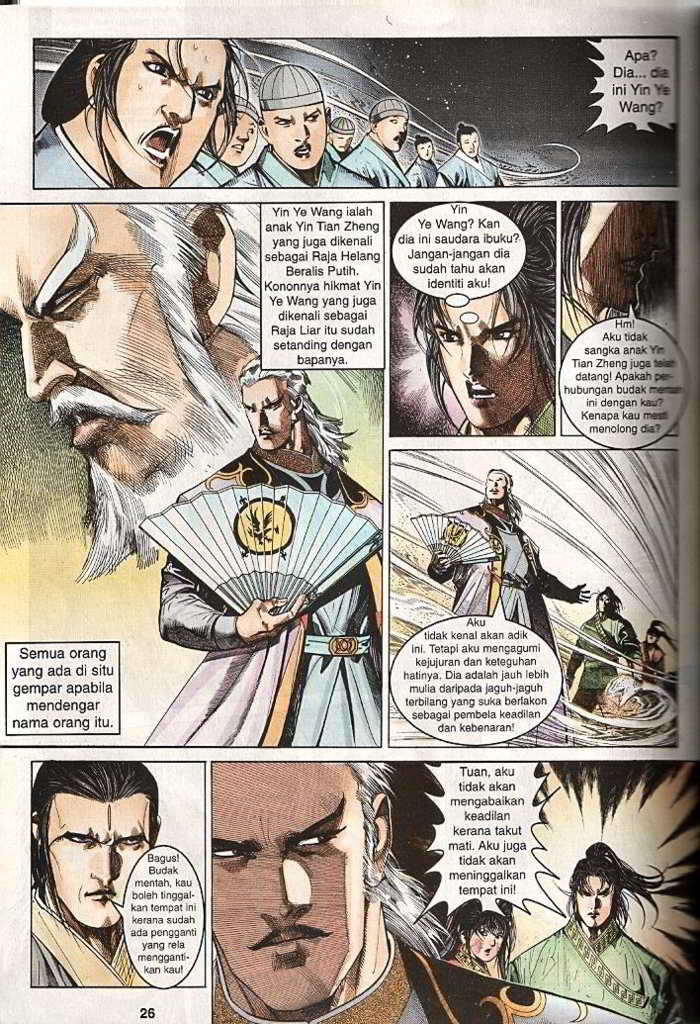 Apa?
Dia... dia
ini Yin Ye
Wang?
Yin Ye Wang ialah
anak Yin Tian Zheng
yang juga dikenali
sebagai Raja Helang
Beralis Putih.
Kononnya hikmat Yin
Ye Wang yang juga
dikenali sebagai
Raja Liar itu sudah
setanding dengan
bapanya.
Yin
Ye Wang? Kan
dia ini saudara ibuku?
Jangan-jangan dia
sudah tahu akan
identiti aku!
Hm!
Aku tidak
sangka anak Yin
Tian Zheng juga telah
datang! Apakah per-
hubungan budak mentah
ini dengan kau?
Kenapa kau mesti
menolong dia?
Semua orang
yang ada di situ
gempar apabila
mendengar
nama orang itu.
Aku
tidak kenal akan adik
ini. Tetapi aku mengagumi
kejujuran dan keteguhan
hatinya. Dia adalah jauh lebih
mulia daripada jaguh-jaguh
terbilang yang suka berlakon
sebagai pembela keadilan
dan kebenaran!
Bagus!
Budak
mentah, kau
boleh tinggal-
kan tempat ini
kerana sudah
ada pengganti
yang rela
mengganti-
kan kau!
Tuan, aku
tidak akan
mengabaikan
keadilan
kerana takut
mati. Aku juga
tidak akan
meninggalkan
tempat ini!
26